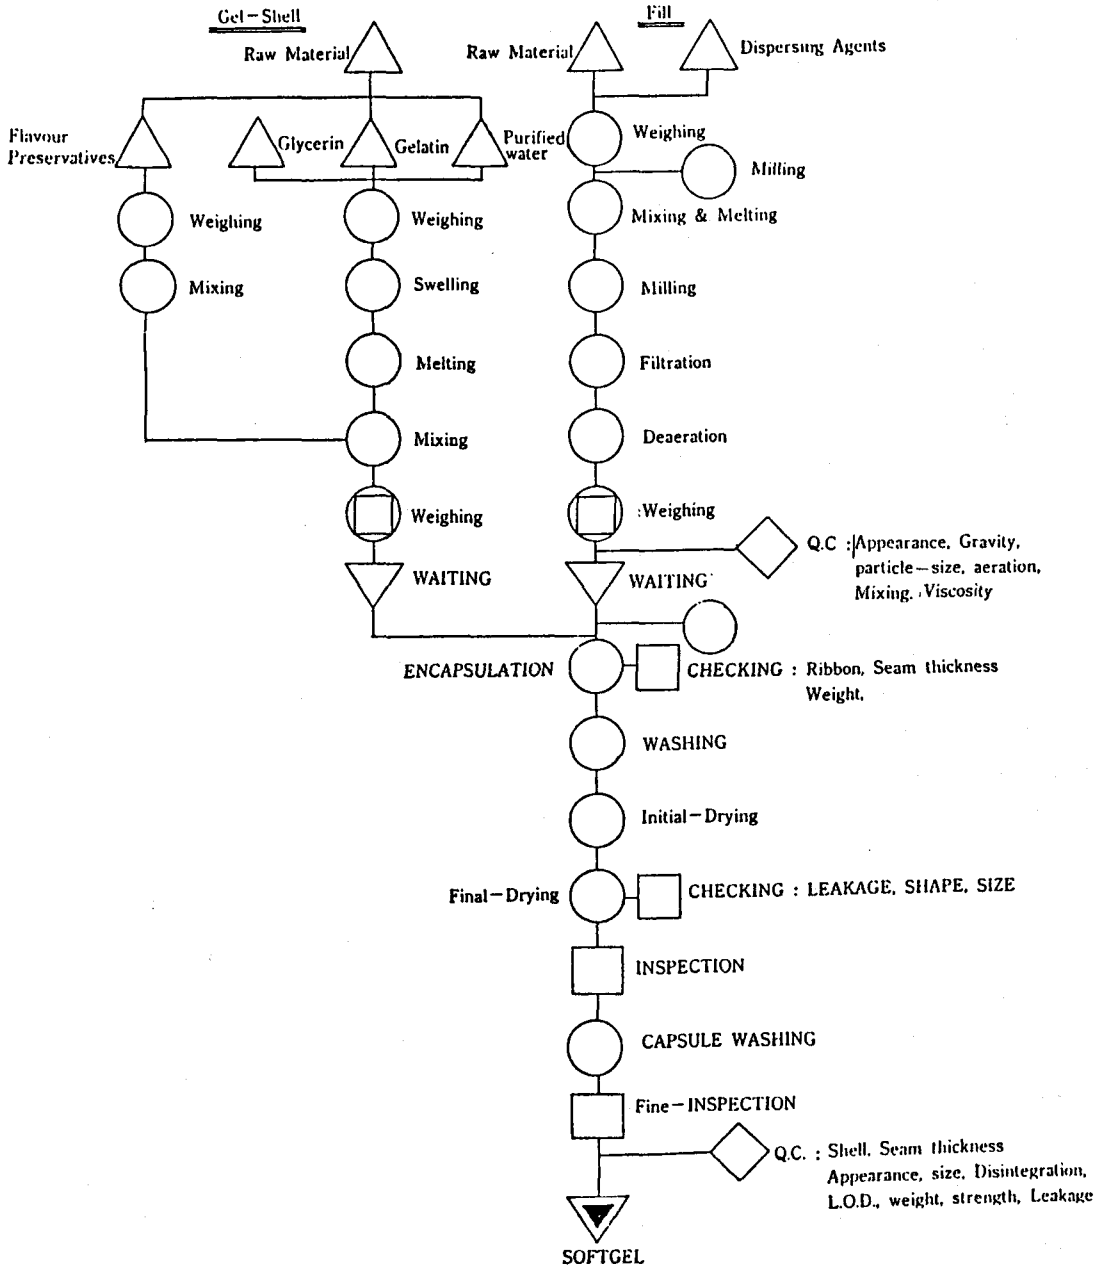 Gel-Shell
Fill
Raw Material
Raw Material
Dispersing Agents
Flavour
Preservatives
Glycerin
Gelatin
Purified
water
Weighing
Milling
Weighing
Weighing
Mixing & Melting
Mixing
Swelling
Milling
Melting
Filtration
Mixing
Deaeration
Weighing
:Weighing
Q.C : Appearance, Gravity,
particle-size, aeration,
Mixing, Viscosity
WAITING
WAITING
ENCAPSULATION
CHECKING : Ribbon, Seam thickness
Weight,
WASHING
Initial-Drying
Final-Drying
CHECKING : LEAKAGE, SHAPE, SIZE
INSPECTION
CAPSULE WASHING
Fine-INSPECTION
Q.C. : Shell, Seam thickness
Appearance, size, Disintegration,
L.O.D., weight, strength, Leakage
SOFTGEL